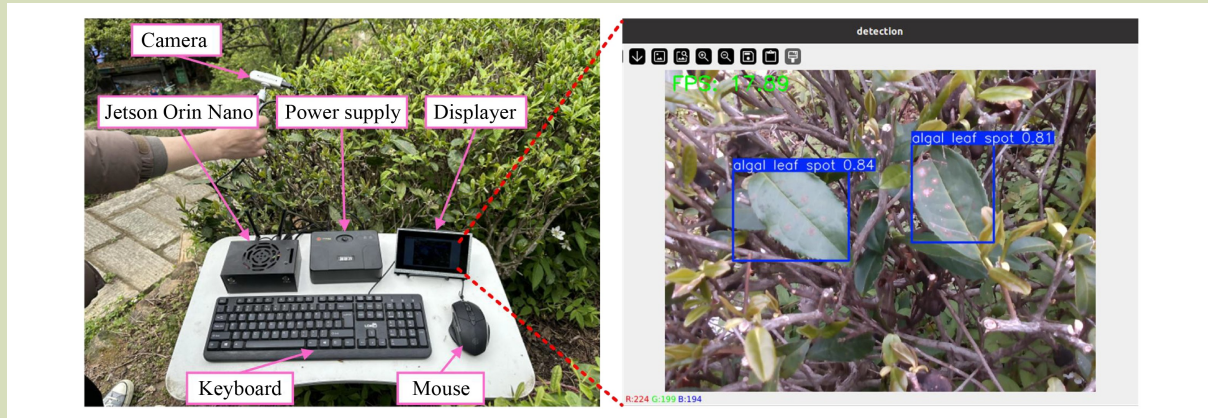 Camera
Jetson Orin Nano
Power supply
Displayer
Keyboard
Mouse
detection
FPS: 17.89
algal leaf spot 0.84
algal leaf spot 0.81
R:224 G:199 B:194